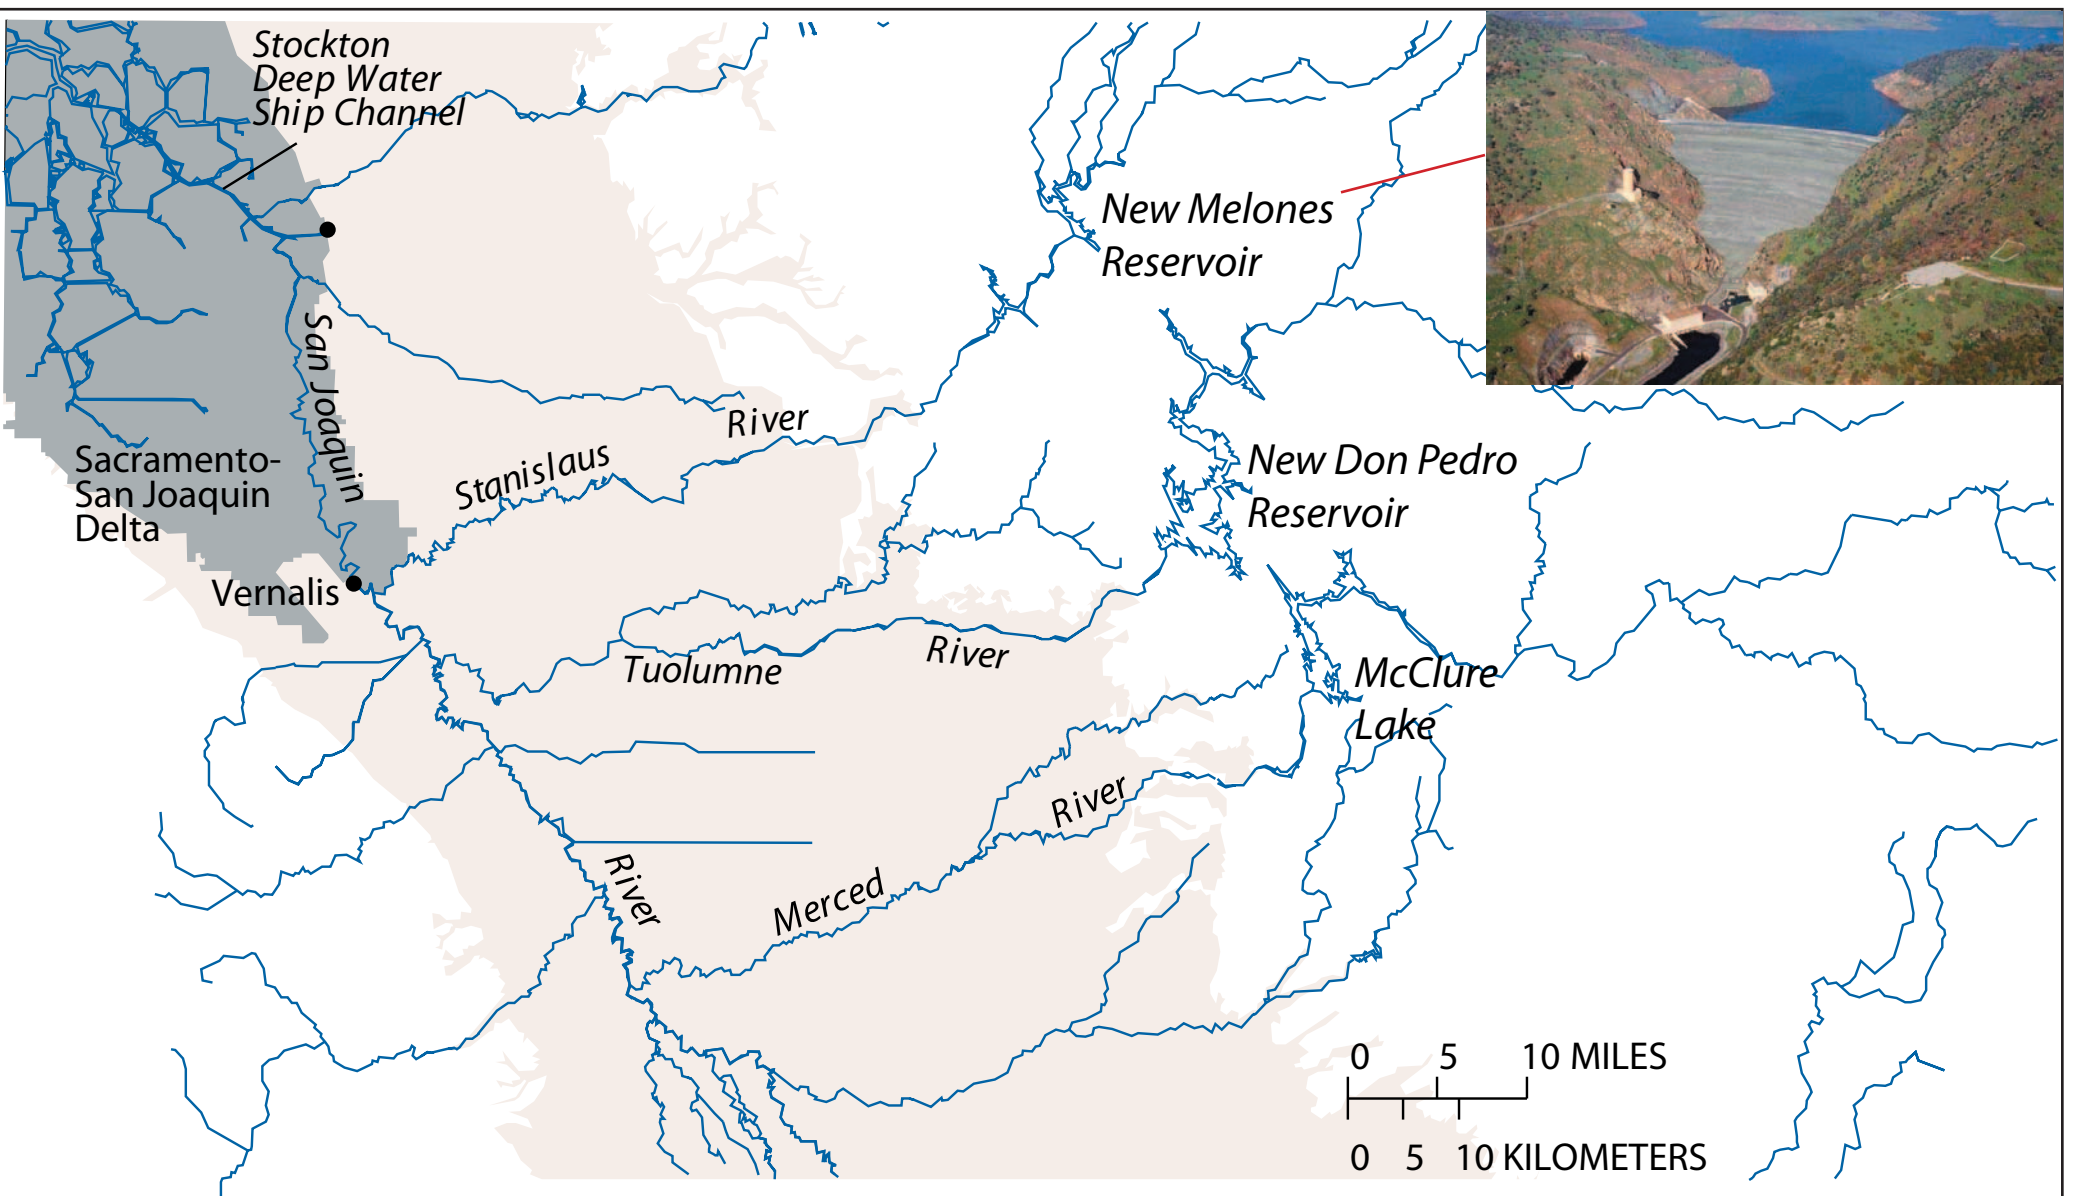 Stockton
Deep Water
Ship Channel
New Melones
Reservoir
San Joaquin
River
Stanislaus
New Don Pedro
Reservoir
Sacramento-
San Joaquin
Delta
Vernalis
River
Tuolumne
McClure
Lake
River
Merced
River
0 5 10 MILES
0 5 10 KILOMETERS